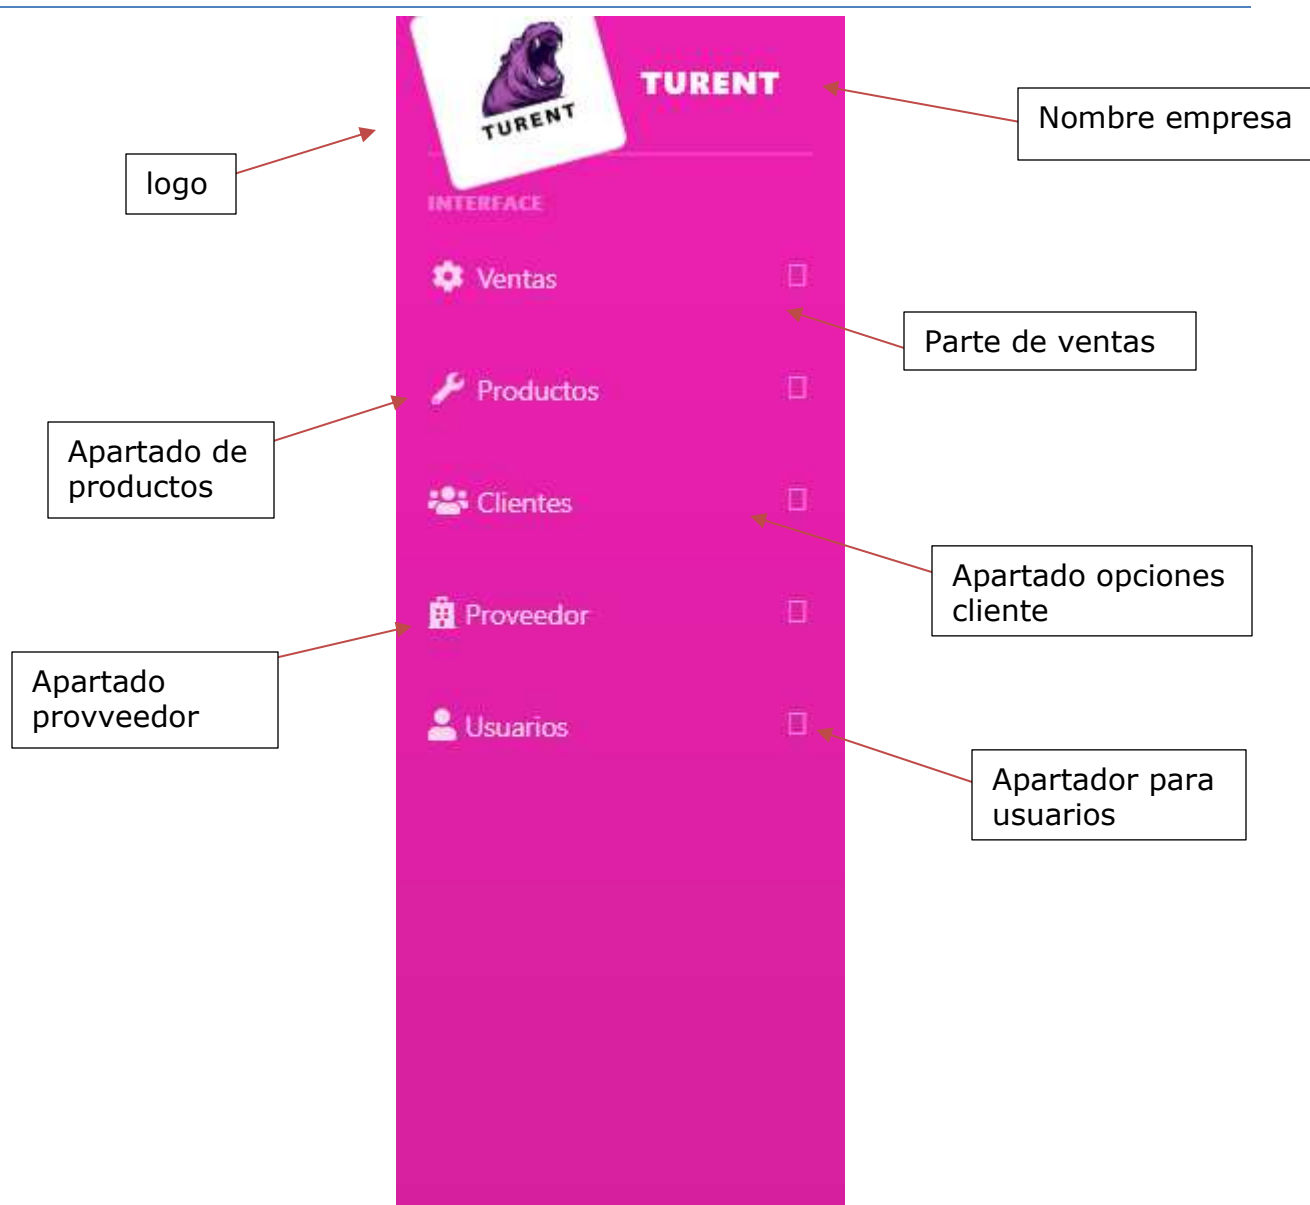 TURENT
TURENT
Nombre empresa
logo
INTERFACE
Ventas
Parte de ventas
Productos
Apartado de
productos
Clientes
Apartado opciones
cliente
Proveedor
Apartado
provveedor
Usuarios
Apartador para
usuarios